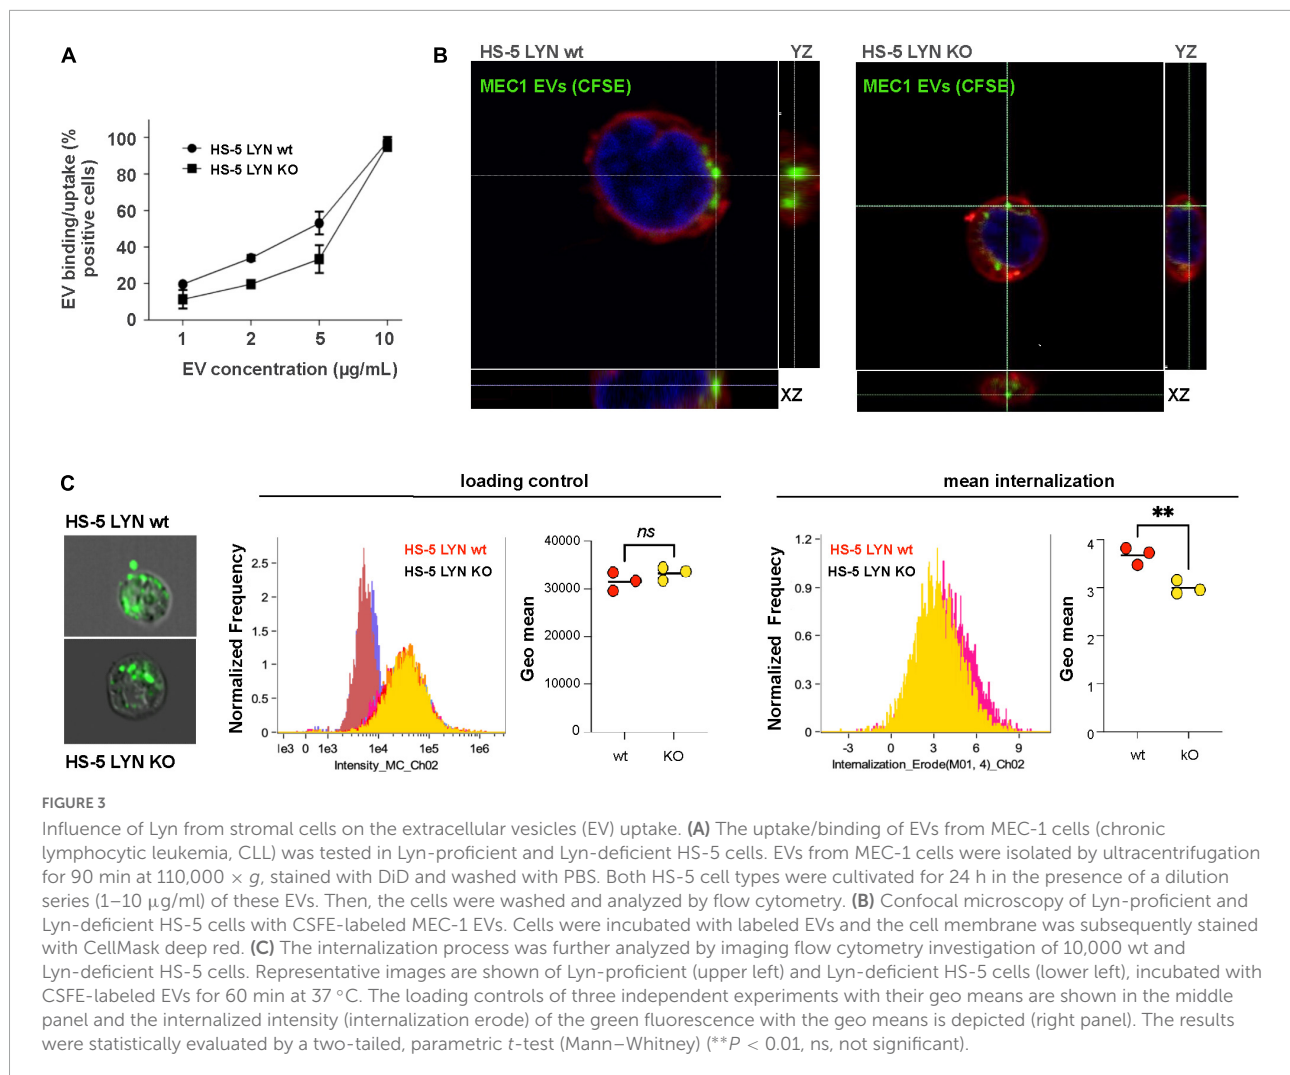 A
EV binding/uptake (%
positive cells)
100
80
60
40
20
0
HS-5 LYN wt
HS-5 LYN KO
1 2 5 10
EV concentration (µg/mL)
B
HS-5 LYN wt
YZ
MEC1 EVs (CFSE)
XZ
HS-5 LYN KO
YZ
MEC1 EVs (CFSE)
XZ
C
HS-5 LYN wt
HS-5 LYN KO
loading control
Normalized Frequency
2.5
2
1.5
1
0.5
0
HS-5 LYN wt
HS-5 LYN KO
1e3 0 1e3 1e4 1e5 1e6
Intensity_MC_Ch02
Geo mean
40000
30000
20000
10000
0
ns
wt KO
mean internalization
Normalized Frequecy
1.2
0.9
0.6
0.3
0
HS-5 LYN wt
HS-5 LYN KO
-3 0 3 6 9
Internalization_Erode(M01, 4)_Ch02
Geo mean
4
3
2
1
0
**
wt kO
FIGURE 3
Influence of Lyn from stromal cells on the extracellular vesicles (EV) uptake. (A) The uptake/binding of EVs from MEC-1 cells (chronic
lymphocytic leukemia, CLL) was tested in Lyn-proficient and Lyn-deficient HS-5 cells. EVs from MEC-1 cells were isolated by ultracentrifugation
for 90 min at 110,000 × g, stained with DiD and washed with PBS. Both HS-5 cell types were cultivated for 24 h in the presence of a dilution
series (1–10 µg/ml) of these EVs. Then, the cells were washed and analyzed by flow cytometry. (B) Confocal microscopy of Lyn-proficient and
Lyn-deficient HS-5 cells with CSFE-labeled MEC-1 EVs. Cells were incubated with labeled EVs and the cell membrane was subsequently stained
with CellMask deep red. (C) The internalization process was further analyzed by imaging flow cytometry investigation of 10,000 wt and
Lyn-deficient HS-5 cells. Representative images are shown of Lyn-proficient (upper left) and Lyn-deficient HS-5 cells (lower left), incubated with
CSFE-labeled EVs for 60 min at 37 °C. The loading controls of three independent experiments with their geo means are shown in the middle
panel and the internalized intensity (internalization erode) of the green fluorescence with the geo means is depicted (right panel). The results
were statistically evaluated by a two-tailed, parametric t-test (Mann–Whitney) (**P < 0.01, ns, not significant).